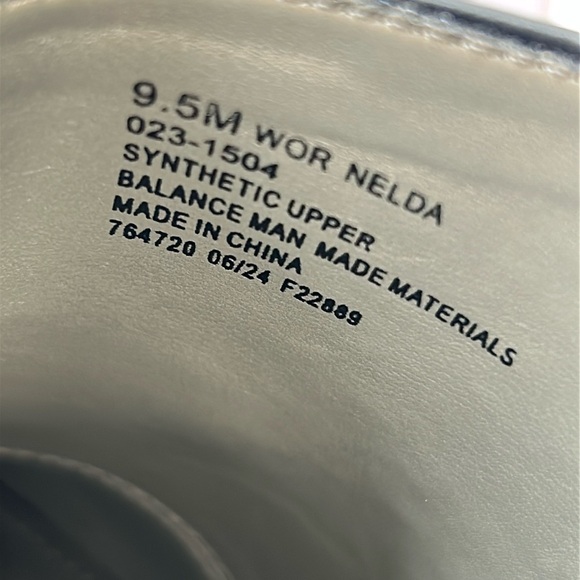 9.5M WOR NELDA
023-1504
SYNTHETIC UPPER
BALANCE MAN MADE MATERIALS
MADE IN CHINA
764720 06/24 F22889